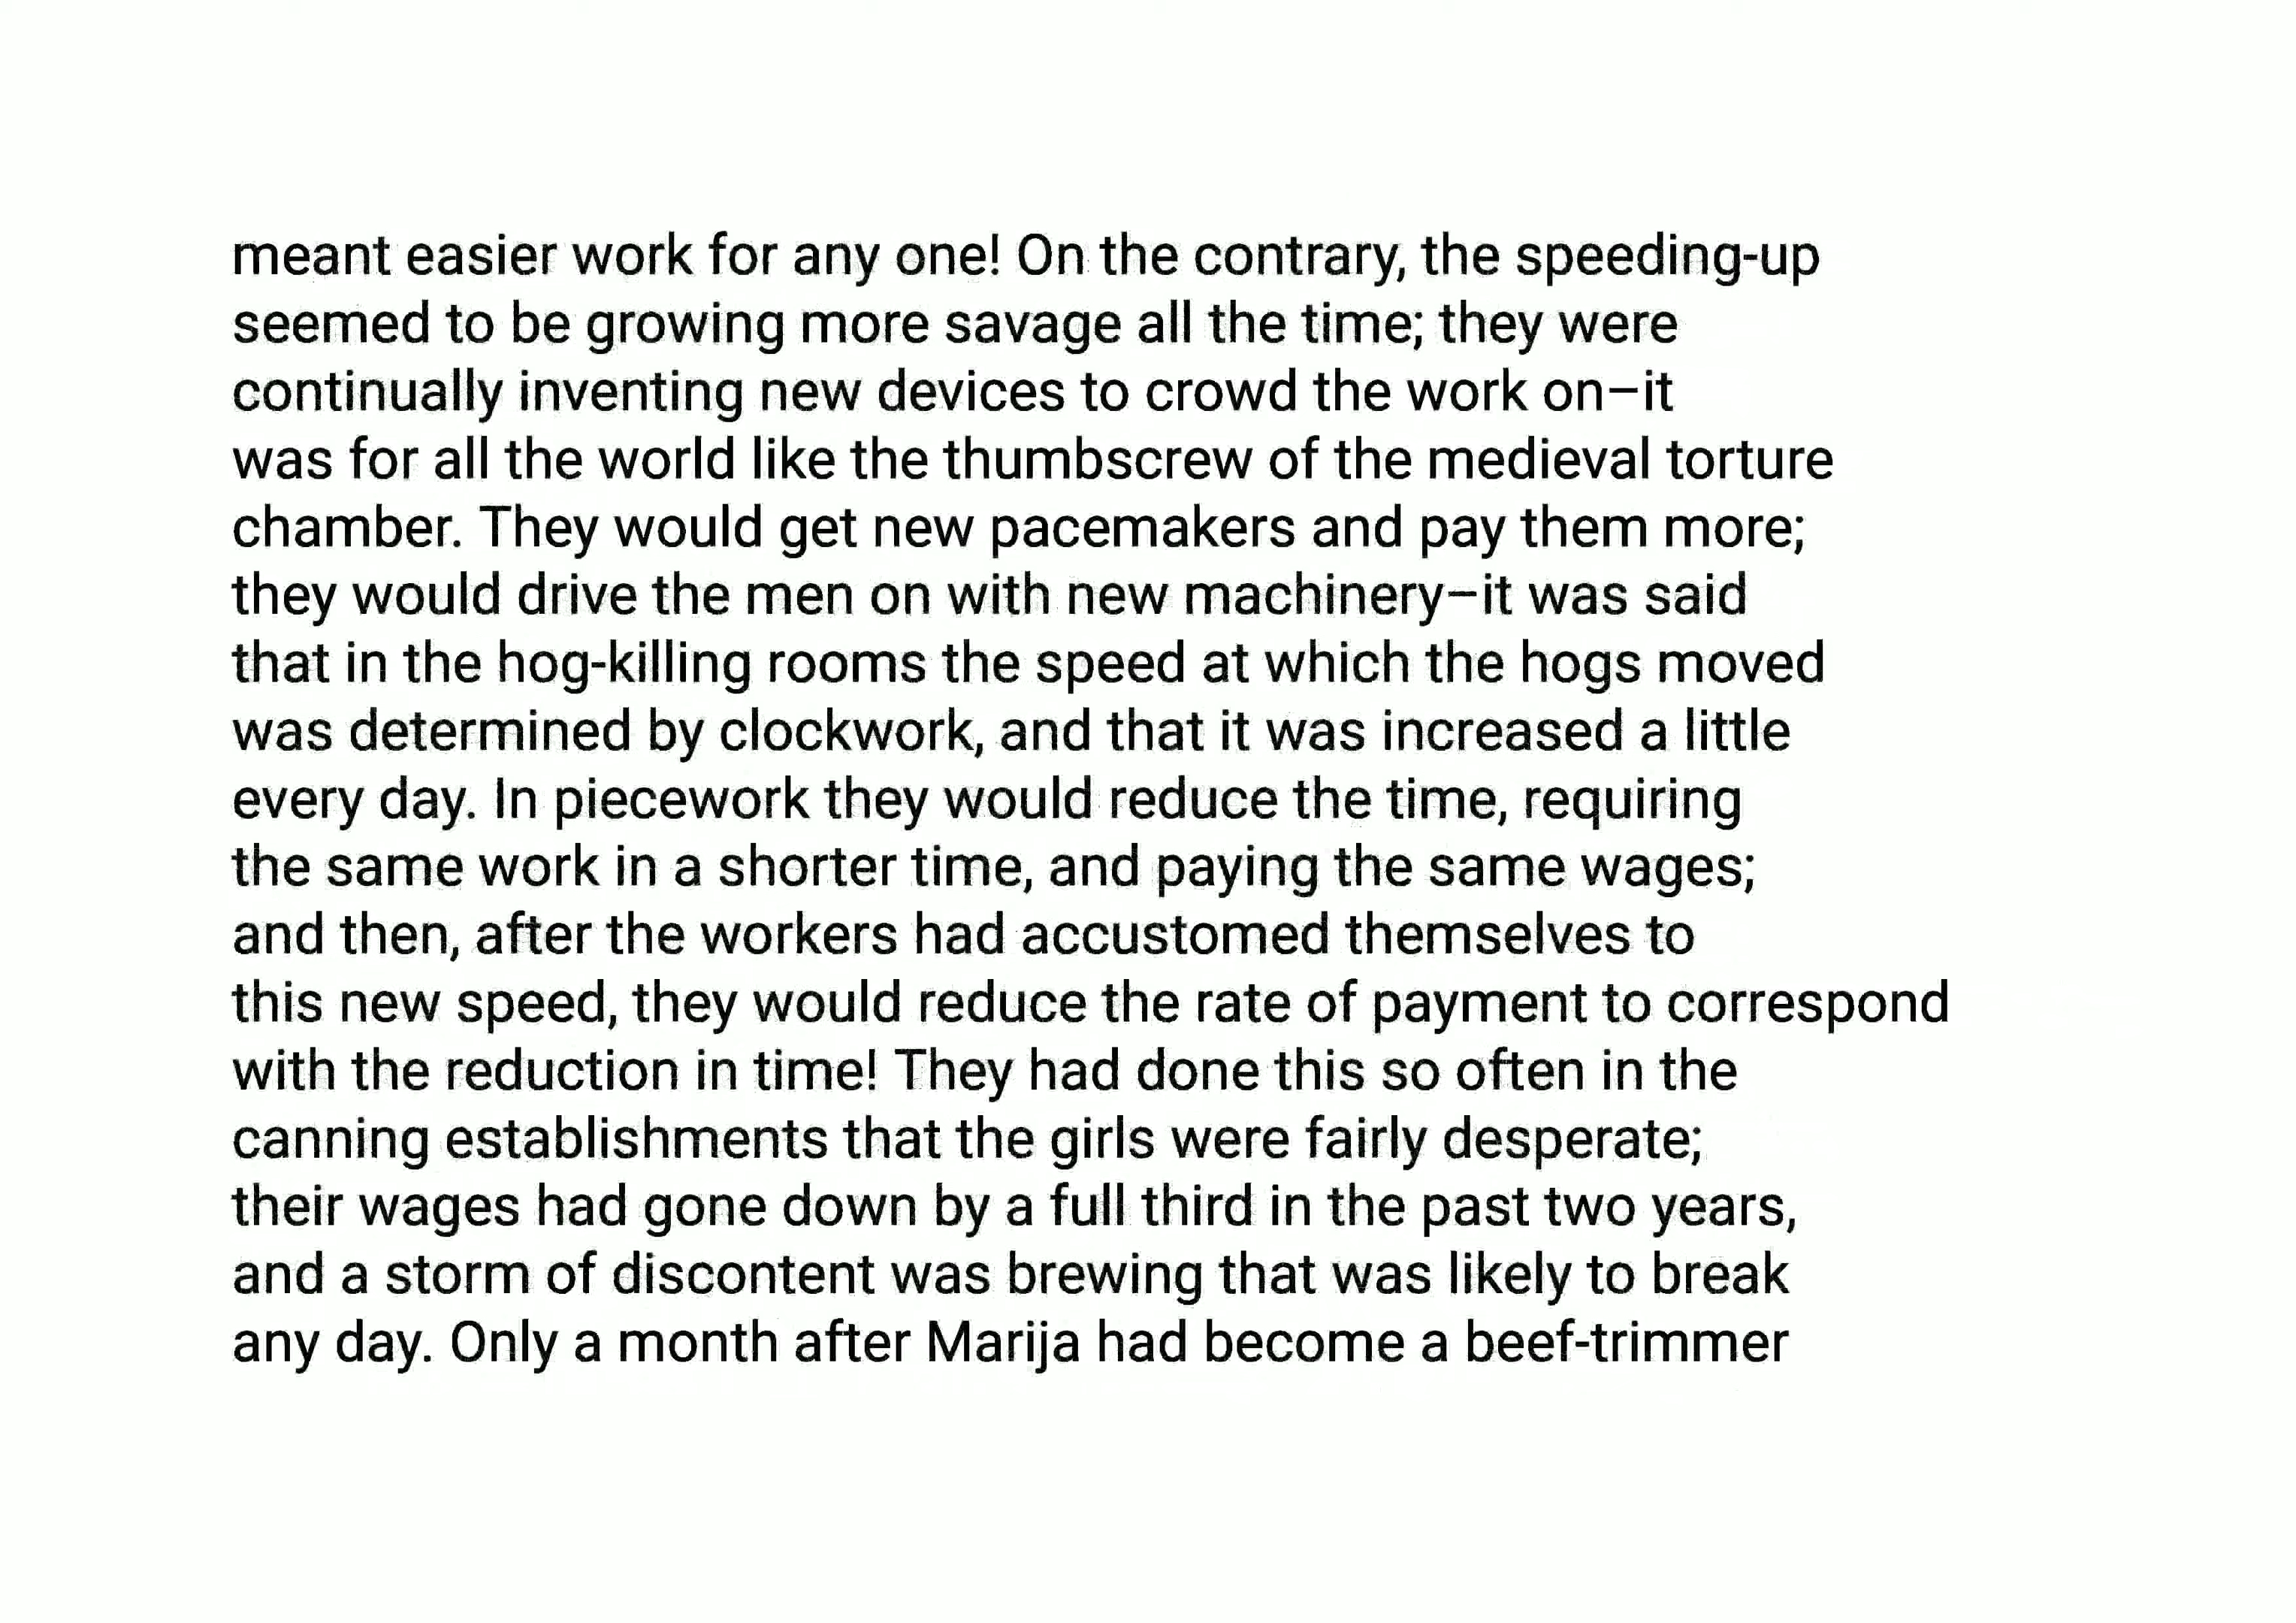 meant easier work for any one! On the contrary, the speeding-up
seemed to be growing more savage all the time; they were
continually inventing new devices to crowd the work on—it
was for all the world like the thumbscrew of the medieval torture
chamber. They would get new pacemakers and pay them more;
they would drive the men on with new machinery—it was said
that in the hog-killing rooms the speed at which the hogs moved
was determined by clockwork, and that it was increased a little
every day. In piecework they would reduce the time, requiring
the same work in a shorter time, and paying the same wages;
and then, after the workers had accustomed themselves to
this new speed, they would reduce the rate of payment to correspond
with the reduction in time! They had done this so often in the
canning establishments that the girls were fairly desperate;
their wages had gone down by a full third in the past two years,
and a storm of discontent was brewing that was likely to break
any day. Only a month after Marija had become a beef-trimmer